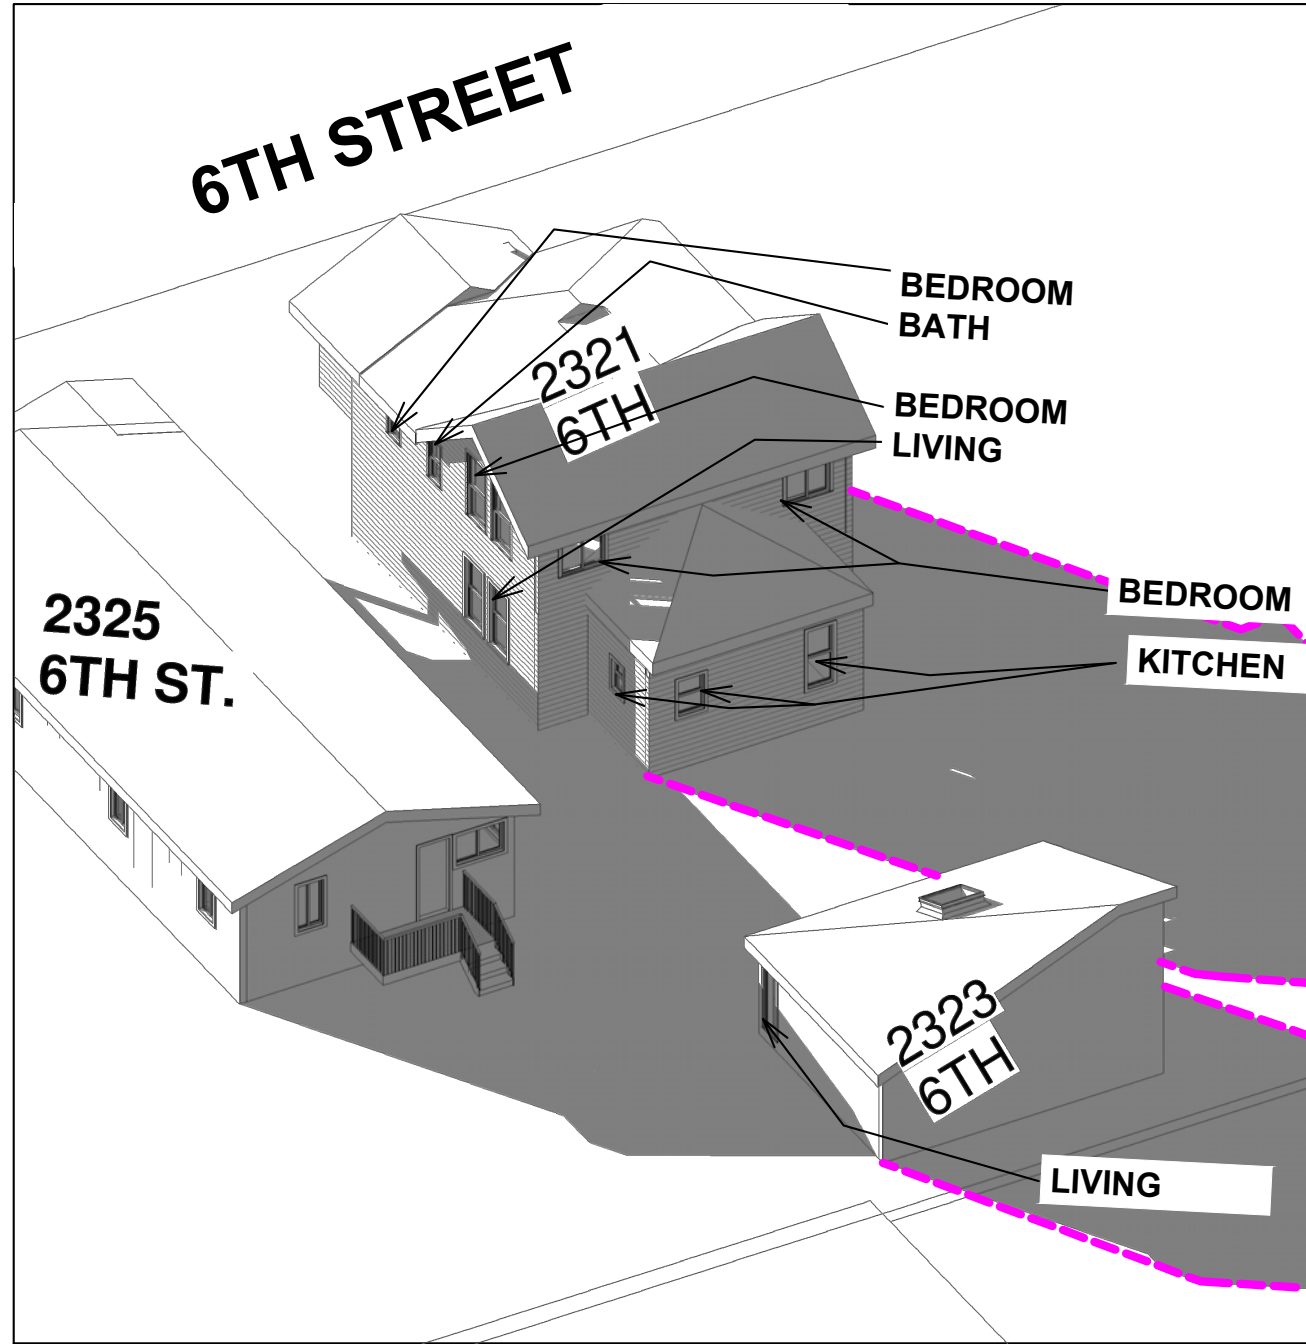 6TH STREET
BEDROOM
BATH
2321
6TH
BEDROOM
LIVING
BEDROOM
KITCHEN
2325
6TH ST.
2323
6TH
LIVING